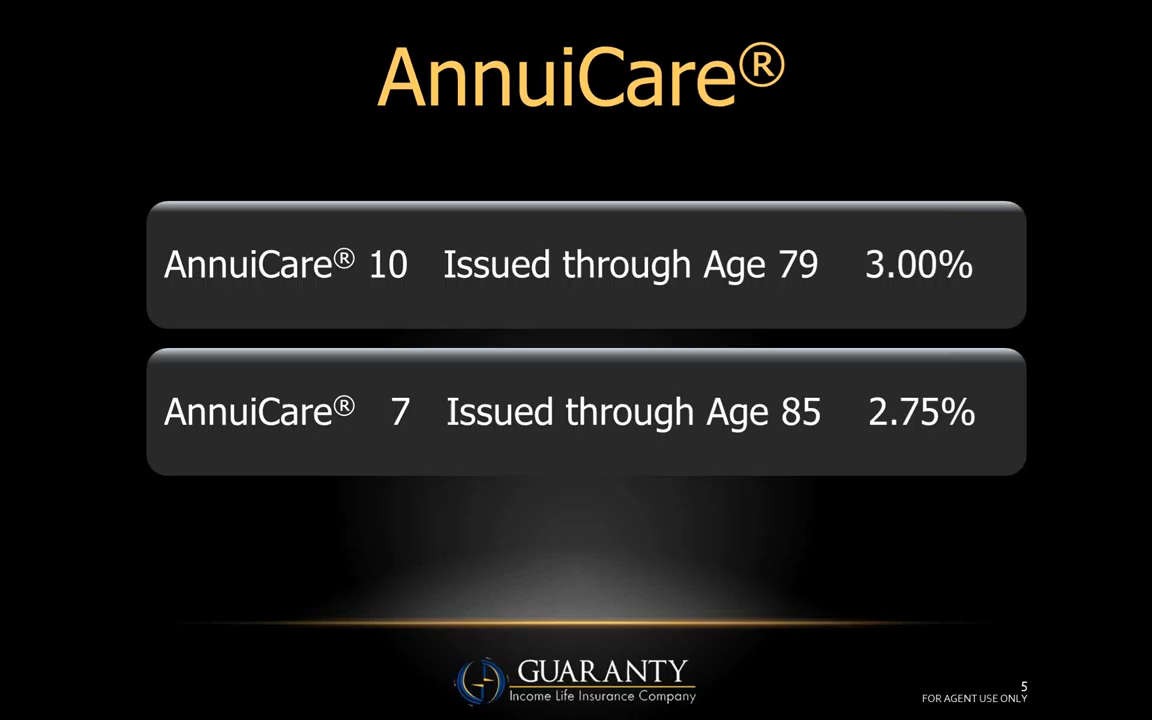 AnnuiCare®
AnnuiCare® 10 Issued through Age 79 3.00%
AnnuiCare® 7 Issued through Age 85 2.75%
GUARANTY
Income Life Insurance Company
5
FOR AGENT USE ONLY